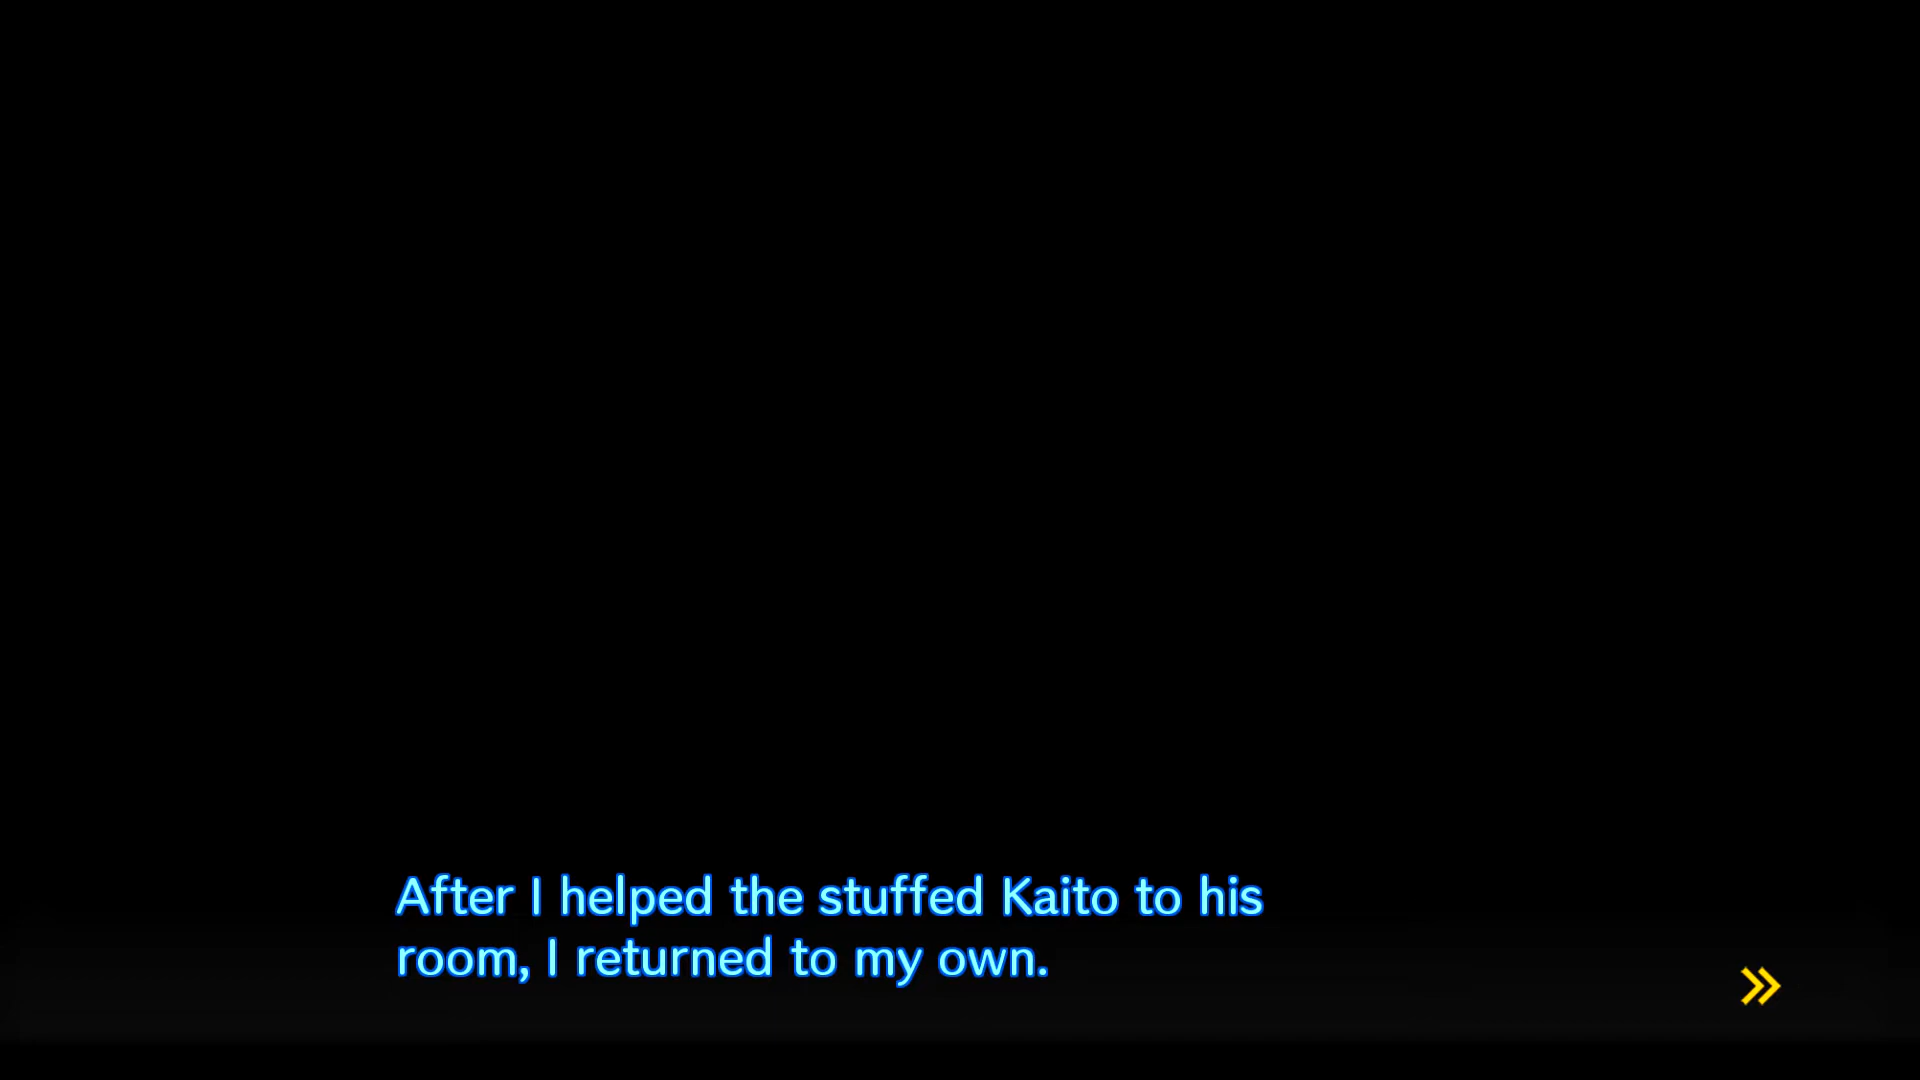 After I helped the stuffed Kaito to his
room, I returned to my own.